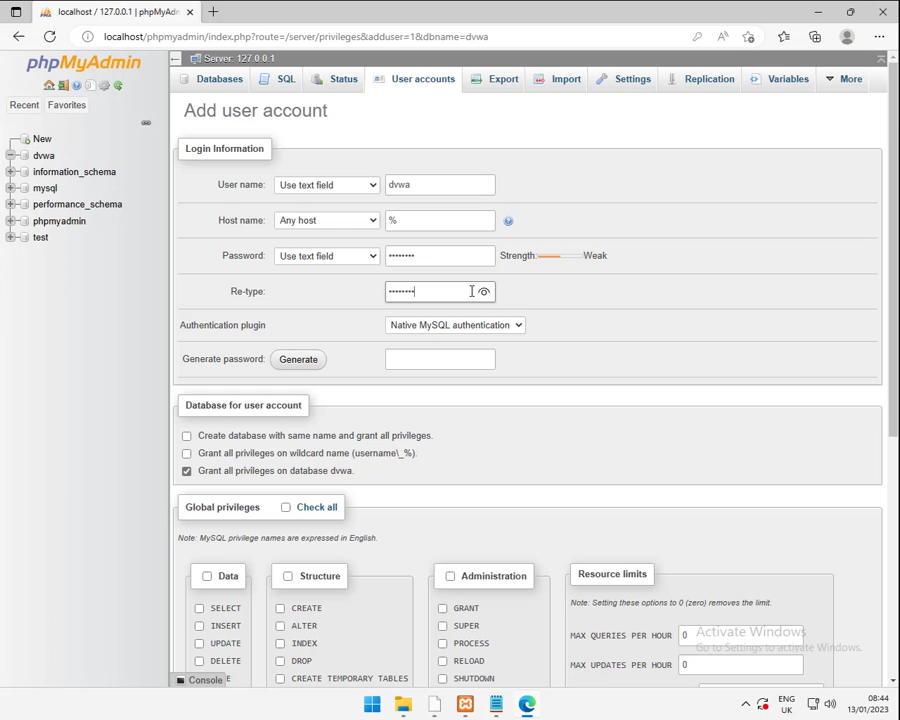 localhost / 127.0.0.1 | phpMyAdm
localhost/phpmyadmin/index.php?route=/server/privileges&adduser=1&dbname=dvwa
phpMyAdmin
Recent Favorites
New
dvwa
information_schema
mysql
performance_schema
phpmyadmin
test
Server: 127.0.0.1
Databases SQL Status User accounts Export Import Settings Replication Variables More
Add user account
Login Information
User name: Use text field dvwa
Host name: Any host %
Password: Use text field •••••••• Strength: Weak
Re-type: ••••••••
Authentication plugin Native MySQL authentication
Generate password: Generate
Database for user account
Create database with same name and grant all privileges.
Grant all privileges on wildcard name (username\_%).
Grant all privileges on database dvwa.
Global privileges Check all
Note: MySQL privilege names are expressed in English.
Data
SELECT
INSERT
UPDATE
DELETE
Structure
CREATE
ALTER
INDEX
DROP
CREATE TEMPORARY TABLES
Administration
GRANT
SUPER
PROCESS
RELOAD
SHUTDOWN
Resource limits
Note: Setting these options to 0 (zero) removes the limit.
MAX QUERIES PER HOUR 0
MAX UPDATES PER HOUR 0
Activate Windows
Go to Settings to activate Windows.
Console
ENG
UK
08:44
13/01/2023